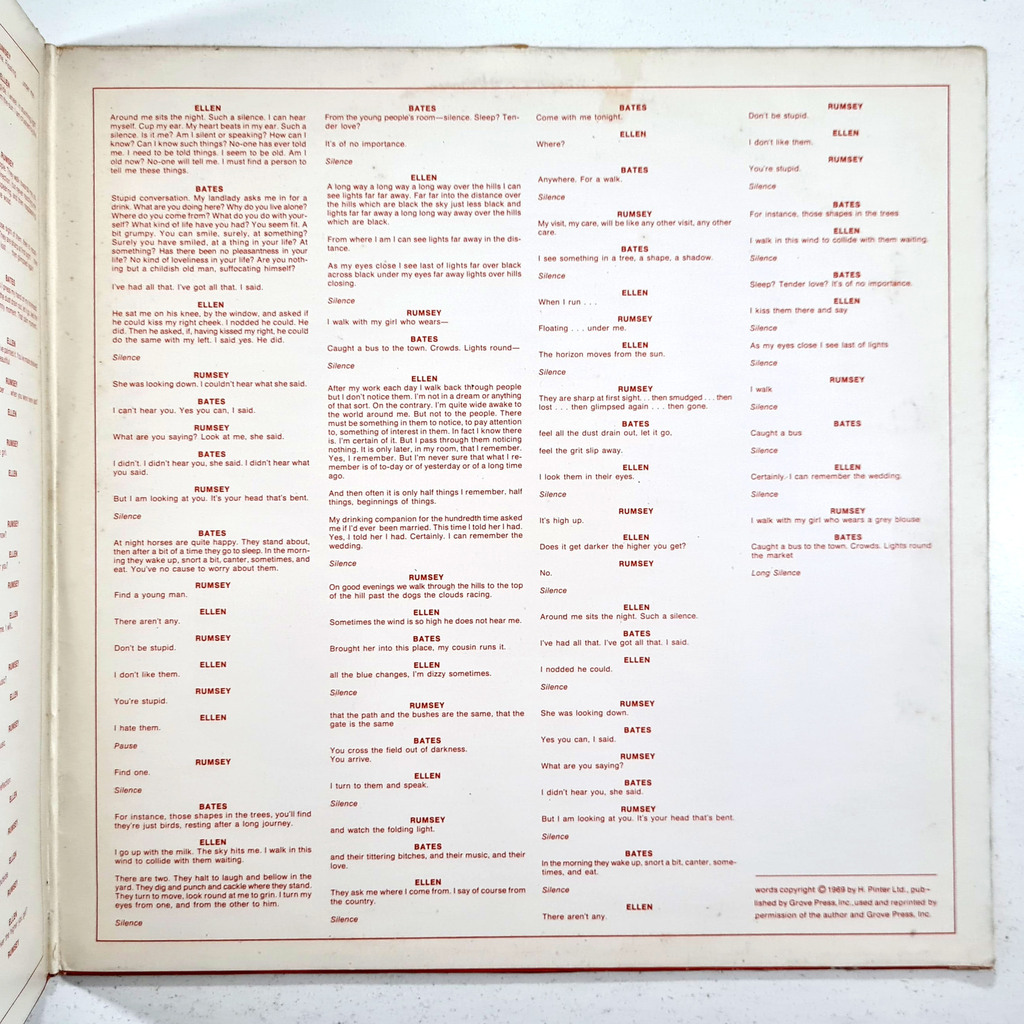 ELLEN
Around me sits the night. Such a silence. I can hear
myself. Cup my ear. My heart beats in my ear. Such a
silence. Is it me? Am I silent or speaking? How can I
know? Can I know such things? No-one has ever told
me. I need to be told things. I seem to be old. Am I
old now? No-one will tell me. I must find a person to
tell me these things.
BATES
Stupid conversation. My landlady asks me in for a
drink. What are you doing here? Why do you live alone?
Where do you come from? What do you do with your-
self? What kind of life have you had? You seem fit. A
bit grumpy. You can smile, surely, at something?
Surely you have smiled, at a thing in your life? At
something? Has there been no pleasantness in your
life? No kind of loveliness in your life? Are you noth-
ing but a childish old man, suffocating himself?
I've had all that. I've got all that. I said.
ELLEN
He sat me on his knee, by the window, and asked if
he could kiss my right cheek. I nodded he could. He
did. Then he asked, if, having kissed my right, he could
do the same with my left. I said yes. He did.
Silence
RUMSEY
She was looking down. I couldn't hear what she said.
BATES
I can't hear you. Yes you can, I said.
RUMSEY
What are you saying? Look at me, she said.
BATES
I didn't. I didn't hear you, she said. I didn't hear what
you said.
RUMSEY
But I am looking at you. It's your head that's bent.
Silence
BATES
At night horses are quite happy. They stand about,
then after a bit of a time they go to sleep. In the morn-
ing they wake up, snort a bit, canter, sometimes, and
eat. You've no cause to worry about them.
RUMSEY
Find a young man.
ELLEN
There aren't any.
RUMSEY
Don't be stupid.
ELLEN
I don't like them.
RUMSEY
You're stupid.
ELLEN
I hate them.
Pause
RUMSEY
Find one.
Silence
BATES
For instance, those shapes in the trees, you'll find
they're just birds, resting after a long journey.
ELLEN
I go up with the milk. The sky hits me. I walk in this
wind to collide with them waiting.
There are two. They halt to laugh and bellow in the
yard. They dig and punch and cackle where they stand.
They turn to move, look round at me to grin. I turn my
eyes from one, and from the other to him.
Silence
BATES
From the young people's room—silence. Sleep? Ten-
der love?
It's of no importance.
Silence
ELLEN
A long way a long way a long way over the hills I can
see lights far far away. Far far into the distance over
the hills which are black the sky just less black and
lights far far away a long long way away over the hills
which are black.
From where I am I can see lights far away in the dis-
tance.
As my eyes close I see last of lights far over black
across black under my eyes far away lights over hills
closing.
Silence
RUMSEY
I walk with my girl who wears—
BATES
Caught a bus to the town. Crowds. Lights round—
Silence
ELLEN
After my work each day I walk back through people
but I don't notice them. I'm not in a dream or anything
of that sort. On the contrary. I'm quite wide awake to
the world around me. But not to the people. There
must be something in them to notice, to pay attention
to, something of interest in them. In fact I know there
is. I'm certain of it. But I pass through them noticing
nothing. It is only later, in my room, that I remember.
Yes, I remember. But I'm never sure that what I re-
member is of to-day or of yesterday or of a long time
ago.
And then often it is only half things I remember, half
things, beginnings of things.
My drinking companion for the hundredth time asked
me if I'd ever been married. This time I told her I had.
Yes, I told her I had. Certainly. I can remember the
wedding.
Silence
RUMSEY
On good evenings we walk through the hills to the top
of the hill past the dogs the clouds racing.
ELLEN
Sometimes the wind is so high he does not hear me.
BATES
Brought her into this place, my cousin runs it.
ELLEN
all the blue changes, I'm dizzy sometimes.
Silence
RUMSEY
that the path and the bushes are the same, that the
gate is the same
BATES
You cross the field out of darkness.
You arrive.
ELLEN
I turn to them and speak.
Silence
RUMSEY
and watch the folding light.
BATES
and their tittering bitches, and their music, and their
love.
ELLEN
They ask me where I come from. I say of course from
the country.
Silence
BATES
Come with me tonight.
ELLEN
Where?
BATES
Anywhere. For a walk.
Silence
RUMSEY
My visit, my care, will be like any other visit, any other
care.
BATES
I see something in a tree, a shape, a shadow.
Silence
ELLEN
When I run . . .
RUMSEY
Floating . . . under me.
ELLEN
The horizon moves from the sun.
Silence
RUMSEY
They are sharp at first sight. . . then smudged . . . then
lost . . . then glimpsed again . . . then gone.
BATES
feel all the dust drain out, let it go,
feel the grit slip away.
ELLEN
I look them in their eyes.
Silence
RUMSEY
It's high up.
ELLEN
Does it get darker the higher you get?
RUMSEY
No.
Silence
ELLEN
Around me sits the night. Such a silence.
BATES
I've had all that. I've got all that. I said.
ELLEN
I nodded he could.
Silence
RUMSEY
She was looking down.
BATES
Yes you can, I said.
RUMSEY
What are you saying?
BATES
I didn't hear you, she said.
RUMSEY
But I am looking at you. It's your head that's bent.
Silence
BATES
In the morning they wake up, snort a bit, canter, some-
times, and eat.
Silence
ELLEN
There aren't any.
RUMSEY
Don't be stupid.
ELLEN
I don't like them.
RUMSEY
You're stupid.
Silence
BATES
For instance, those shapes in the trees
ELLEN
I walk in this wind to collide with them waiting.
Silence
BATES
Sleep? Tender love? It's of no importance.
ELLEN
I kiss them there and say
Silence
As my eyes close I see last of lights
Silence
RUMSEY
I walk
Silence
BATES
Caught a bus
Silence
ELLEN
Certainly. I can remember the wedding.
Silence
RUMSEY
I walk with my girl who wears a grey blouse
BATES
Caught a bus to the town. Crowds. Lights round
the market
Long Silence
words copyright © 1969 by H. Pinter Ltd., pub-
lished by Grove Press, Inc., used and reprinted by
permission of the author and Grove Press, Inc.